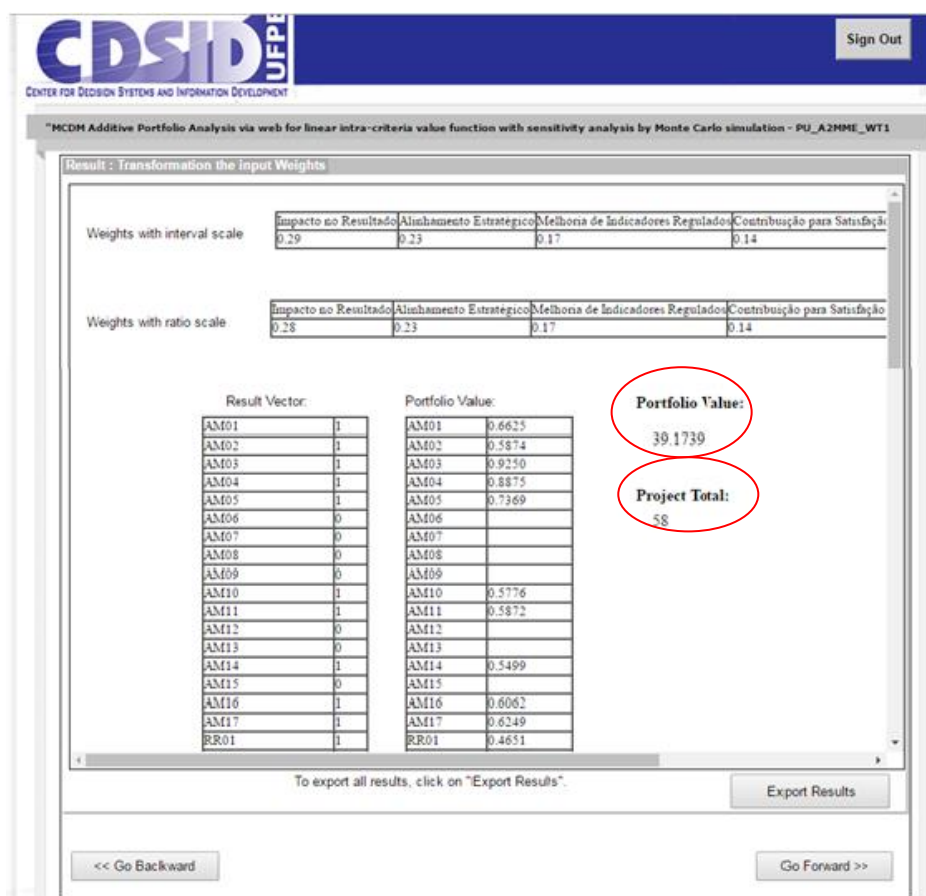 CDSID UFPE
Sign Out
CENTER FOR DECISION SYSTEMS AND INFORMATION DEVELOPMENT
"MCDM Additive Portfolio Analysis via web for linear intra-criteria value function with sensitivity analysis by Monte Carlo simulation - PU_A2MME_WT1
Result : Transformation the input Weights
Impacto no Resultado Alinhamento Estratégico Melhoria de Indicadores Regulados Contribuição para Satisfação
Weights with interval scale 0.29 0.23 0.17 0.14
Impacto no Resultado Alinhamento Estratégico Melhoria de Indicadores Regulados Contribuição para Satisfação
Weights with ratio scale 0.28 0.23 0.17 0.14
Result Vector: Portfolio Value: Portfolio Value:
AM01 1 AM01 0.6625
AM02 1 AM02 0.5874 39.1739
AM03 1 AM03 0.9250
AM04 1 AM04 0.8875
AM05 1 AM05 0.7369 Project Total:
AM06 0 AM06 58
AM07 0 AM07
AM08 0 AM08
AM09 0 AM09
AM10 1 AM10 0.5776
AM11 1 AM11 0.5872
AM12 0 AM12
AM13 0 AM13
AM14 1 AM14 0.5499
AM15 0 AM15
AM16 1 AM16 0.6062
AM17 1 AM17 0.6249
RR01 1 RR01 0.4651
To export all results, click on "Export Results".
Export Results
<< Go Backward Go Forward >>